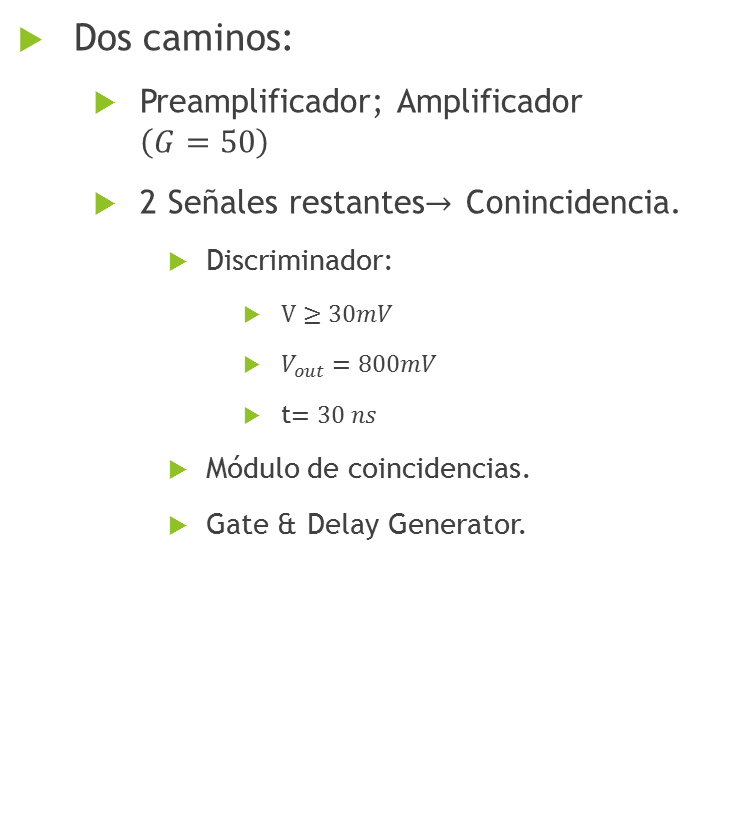 Dos caminos:
Preamplificador; Amplificador
(G = 50)
2 Señales restantes→ Conincidencia.
Discriminador:
V ≥ 30mV
V_out = 800mV
t= 30 ns
Módulo de coincidencias.
Gate & Delay Generator.